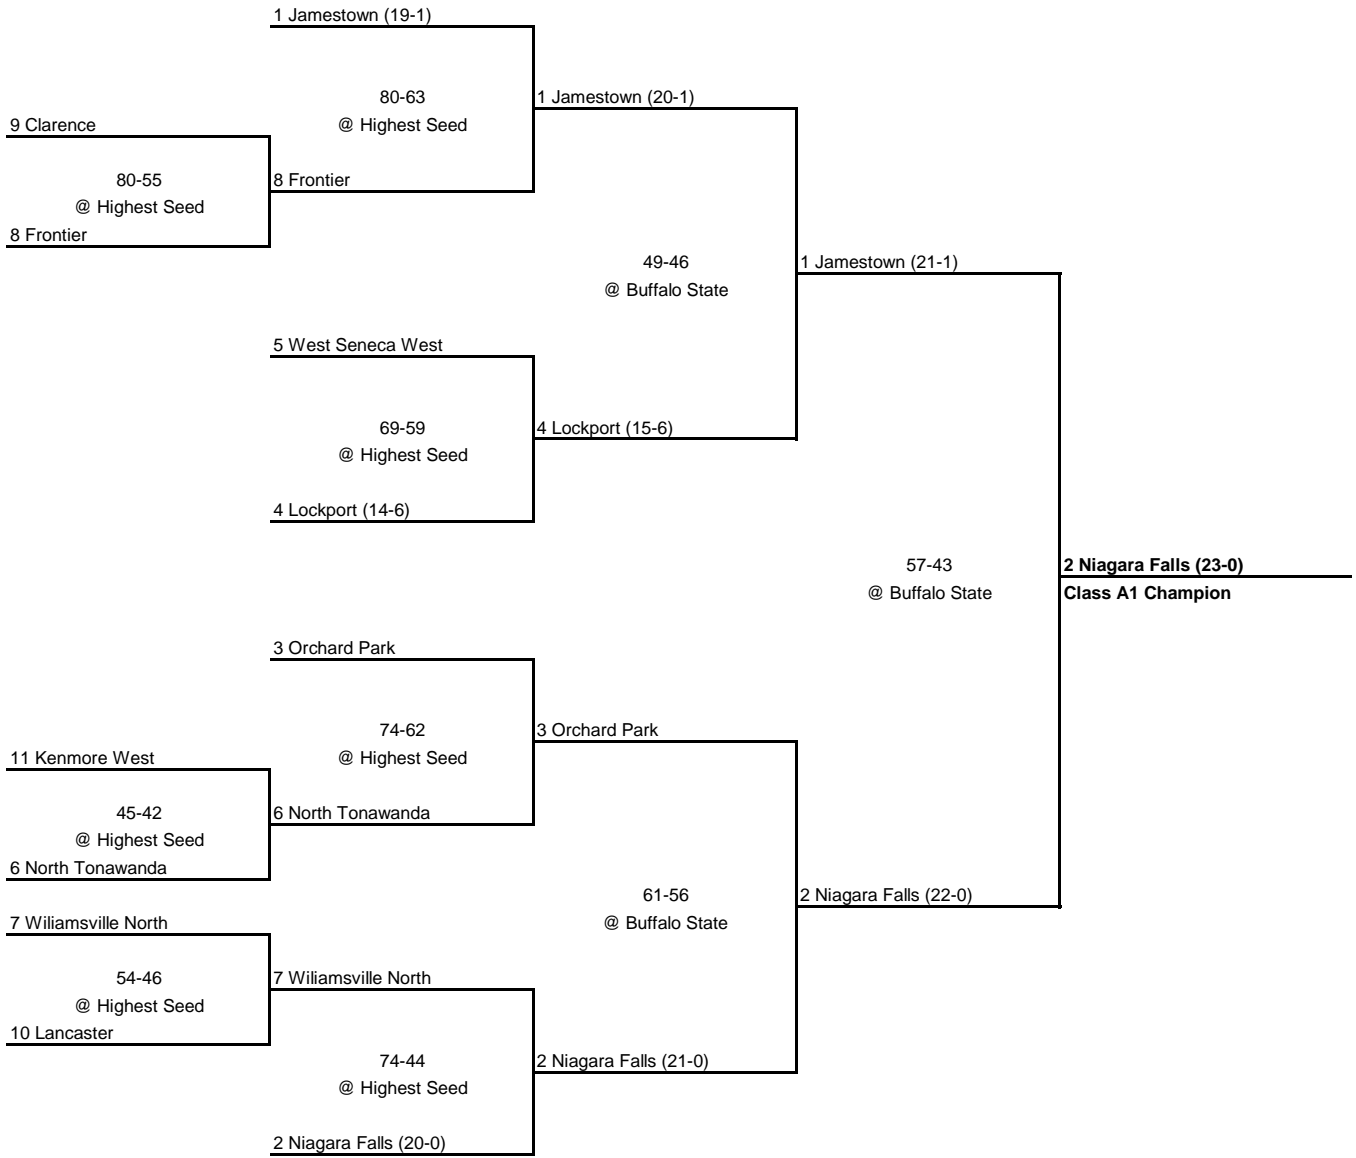 1 Jamestown (19-1)
80-63
@ Highest Seed
1 Jamestown (20-1)
9 Clarence
80-55
@ Highest Seed
8 Frontier
8 Frontier
49-46
@ Buffalo State
1 Jamestown (21-1)
5 West Seneca West
69-59
@ Highest Seed
4 Lockport (15-6)
4 Lockport (14-6)
57-43
@ Buffalo State
2 Niagara Falls (23-0)
Class A1 Champion
3 Orchard Park
74-62
@ Highest Seed
3 Orchard Park
11 Kenmore West
45-42
@ Highest Seed
6 North Tonawanda
6 North Tonawanda
61-56
@ Buffalo State
2 Niagara Falls (22-0)
7 Wiliamsville North
54-46
@ Highest Seed
7 Wiliamsville North
10 Lancaster
74-44
@ Highest Seed
2 Niagara Falls (21-0)
2 Niagara Falls (20-0)